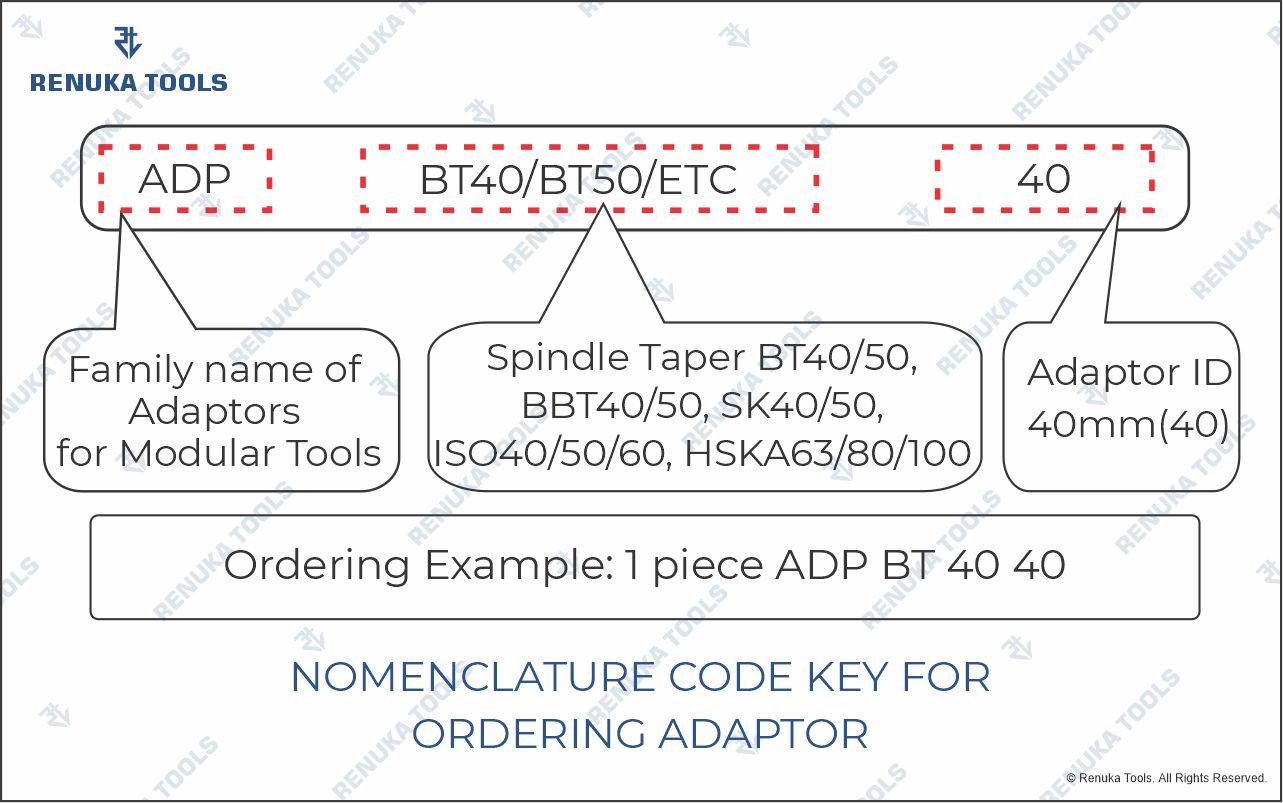 RENUKA TOOLS
ADP BT40/BT50/ETC 40
Family name of
Adaptors
for Modular Tools
Spindle Taper BT40/50,
BBT40/50, SK40/50,
ISO40/50/60, HSKA63/80/100
Adaptor ID
40mm(40)
Ordering Example: 1 piece ADP BT 40 40
NOMENCLATURE CODE KEY FOR
ORDERING ADAPTOR
© Renuka Tools. All Rights Reserved.